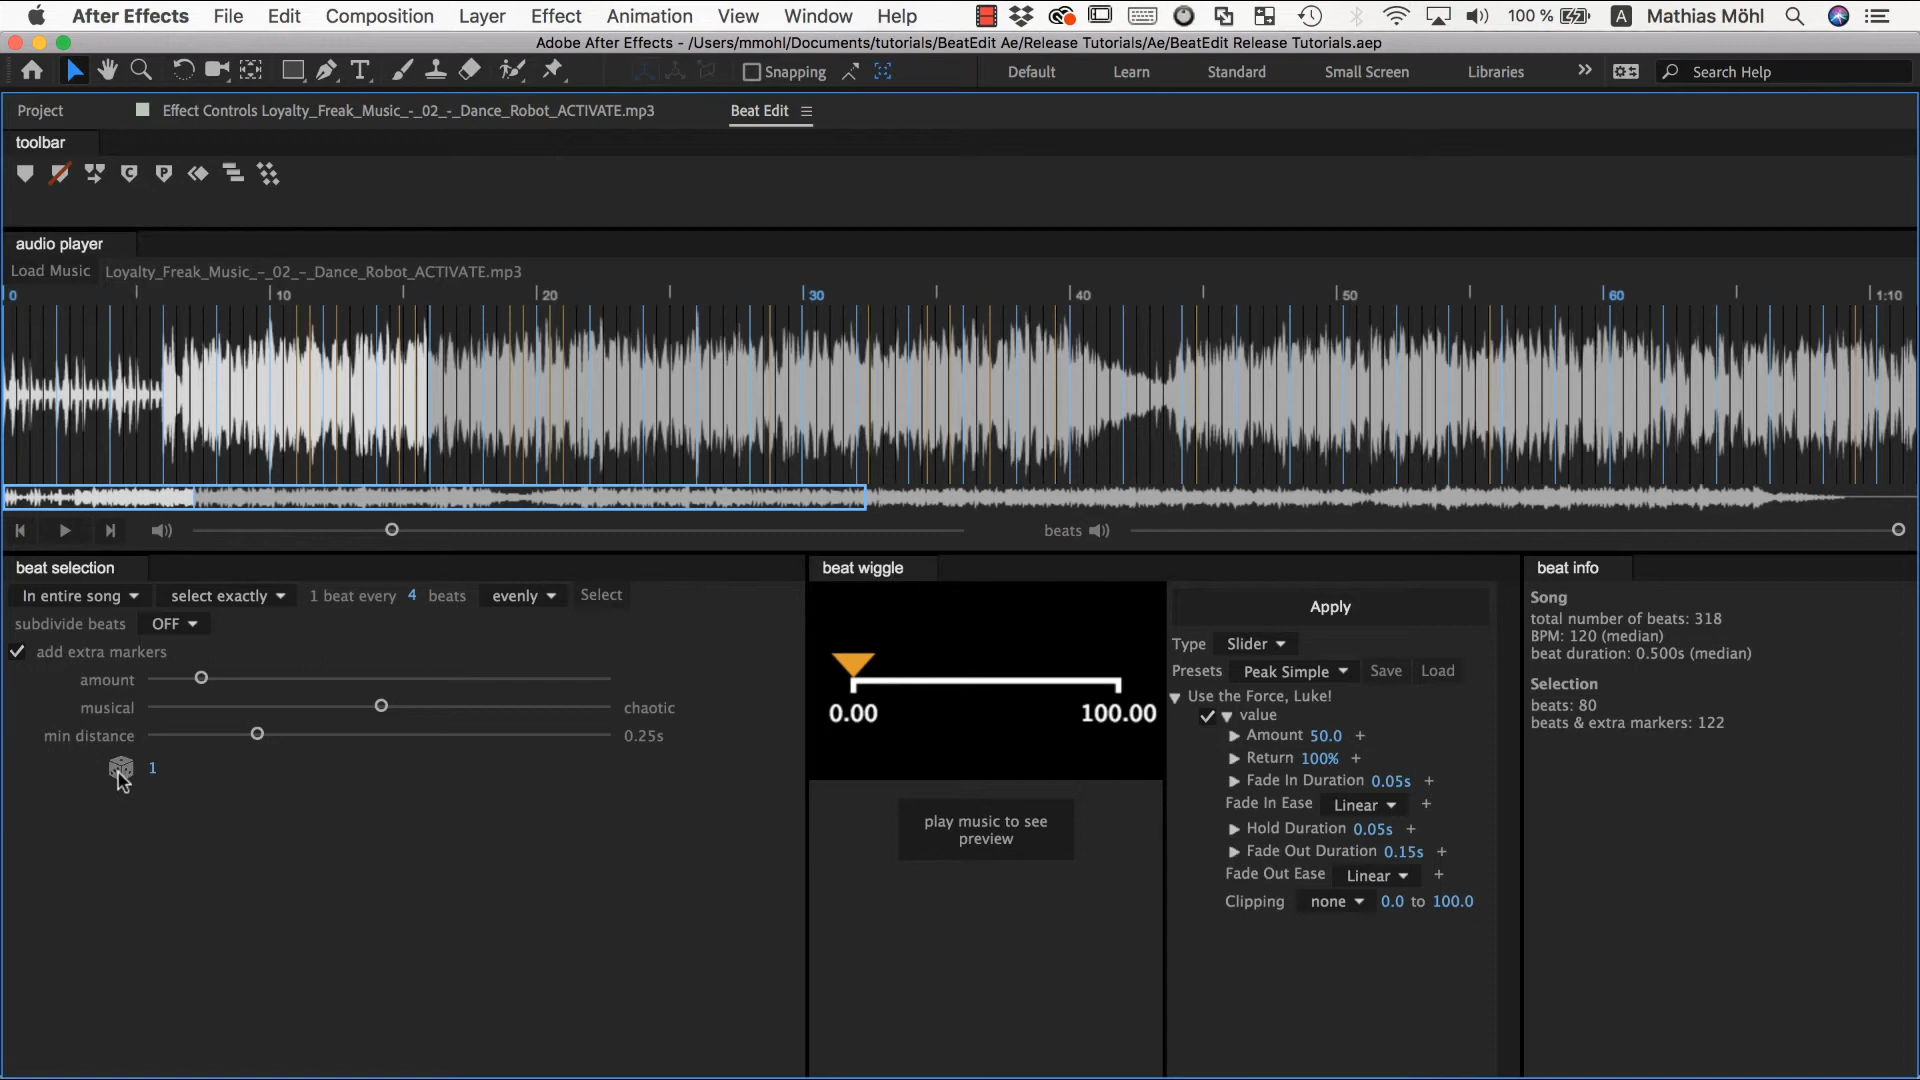 After Effects File Edit Composition Layer Effect Animation View Window Help 100 % A Mathias Möhl
Adobe After Effects - /Users/mmohl/Documents/tutorials/BeatEdit Ae/Release Tutorials/Ae/BeatEdit Release Tutorials.aep
T Snapping Default Learn Standard Small Screen Libraries Search Help
Project Effect Controls Loyalty_Freak_Music_-_02_-_Dance_Robot_ACTIVATE.mp3 Beat Edit
toolbar
C P
audio player
Load Music Loyalty_Freak_Music_-_02_-_Dance_Robot_ACTIVATE.mp3
0 10 20 30 40 50 60 1:10
beats
beat selection
In entire song select exactly 1 beat every 4 beats evenly Select
subdivide beats OFF
add extra markers
amount
musical chaotic
min distance 0.25s
1
beat wiggle
0.00 100.00
play music to see
preview
Apply
Type Slider
Presets Peak Simple Save Load
Use the Force, Luke!
value
Amount 50.0 +
Return 100% +
Fade In Duration 0.05s +
Fade In Ease Linear +
Hold Duration 0.05s +
Fade Out Duration 0.15s +
Fade Out Ease Linear +
Clipping none 0.0 to 100.0
beat info
Song
total number of beats: 318
BPM: 120 (median)
beat duration: 0.500s (median)
Selection
beats: 80
beats & extra markers: 122